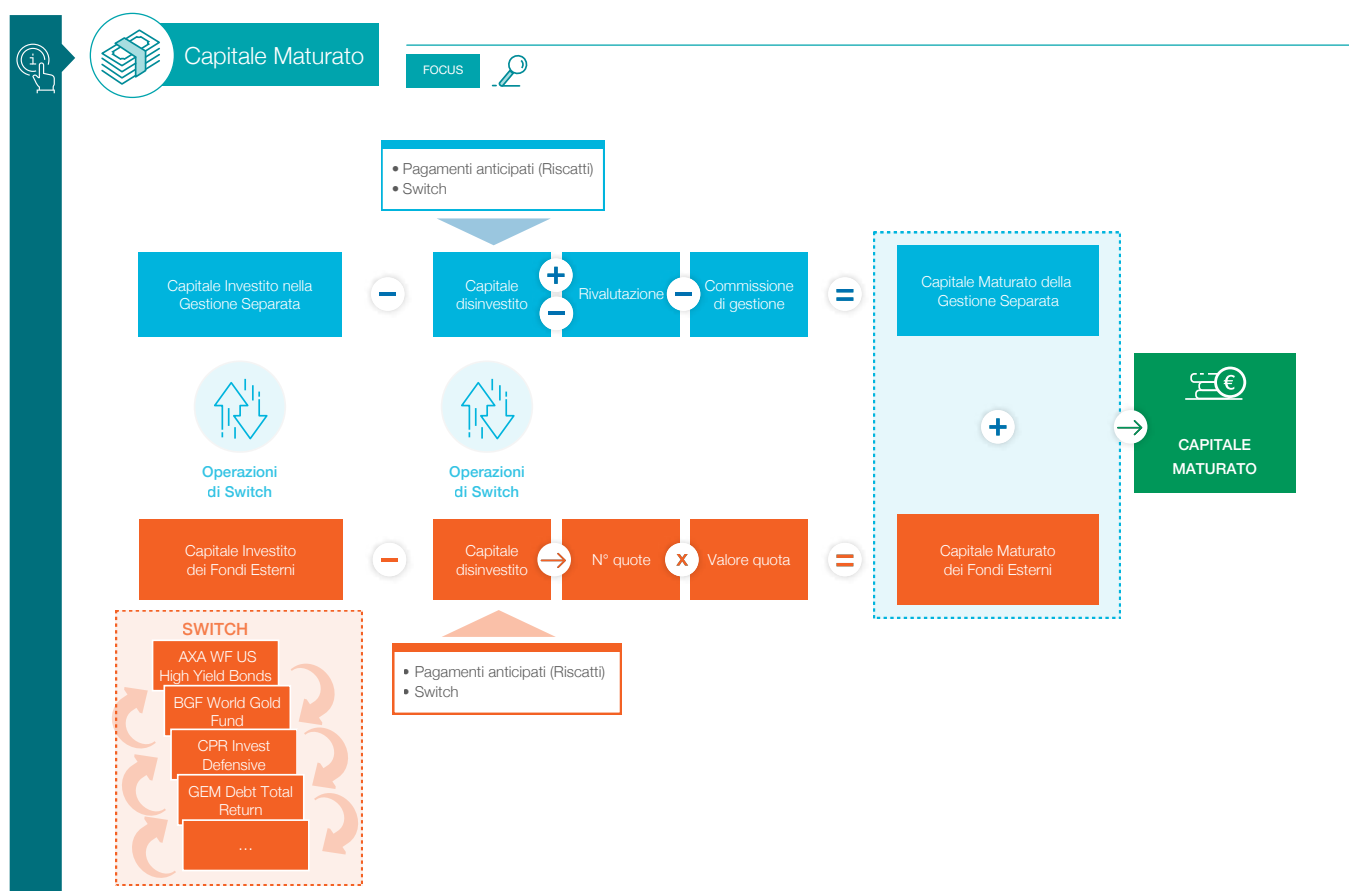 Capitale Maturato
FOCUS
• Pagamenti anticipati (Riscatti)
• Switch
Capitale Investito nella
Gestione Separata
−
Capitale
disinvestito
+
−
Rivalutazione
−
Commissione
di gestione
=
Capitale Maturato della
Gestione Separata
Operazioni
di Switch
Operazioni
di Switch
+
→
€
CAPITALE
MATURATO
Capitale Investito
dei Fondi Esterni
−
Capitale
disinvestito
→
N° quote
x
Valore quota
=
Capitale Maturato
dei Fondi Esterni
SWITCH
AXA WF US
High Yield Bonds
BGF World Gold
Fund
CPR Invest
Defensive
GEM Debt Total
Return
...
• Pagamenti anticipati (Riscatti)
• Switch